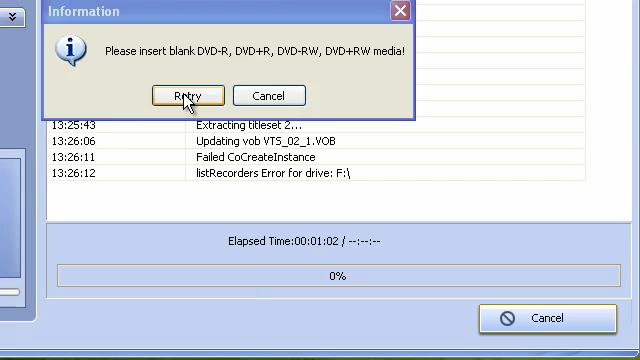 Information
Please insert blank DVD-R, DVD+R, DVD-RW, DVD+RW media!
Retry
Cancel
13:25:43 Extracting titleset 2...
13:26:06 Updating vob VTS_02_1.VOB
13:26:11 Failed CoCreateInstance
13:26:12 listRecorders Error for drive: F:\
Elapsed Time:00:01:02 / --:--:--
0%
Cancel